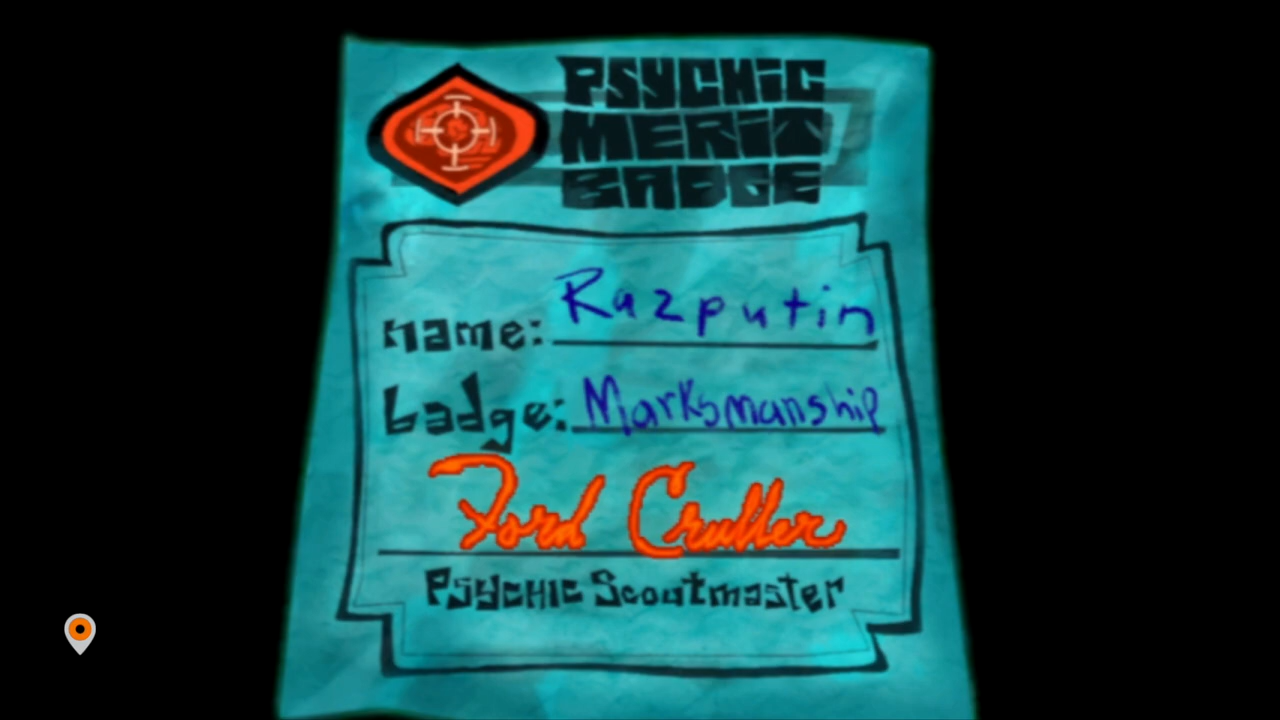 PSYCHIC
MERIT
BADGE
name: Razputin
badge: Marksmanship
Ford Cruller
Psychic Scoutmaster